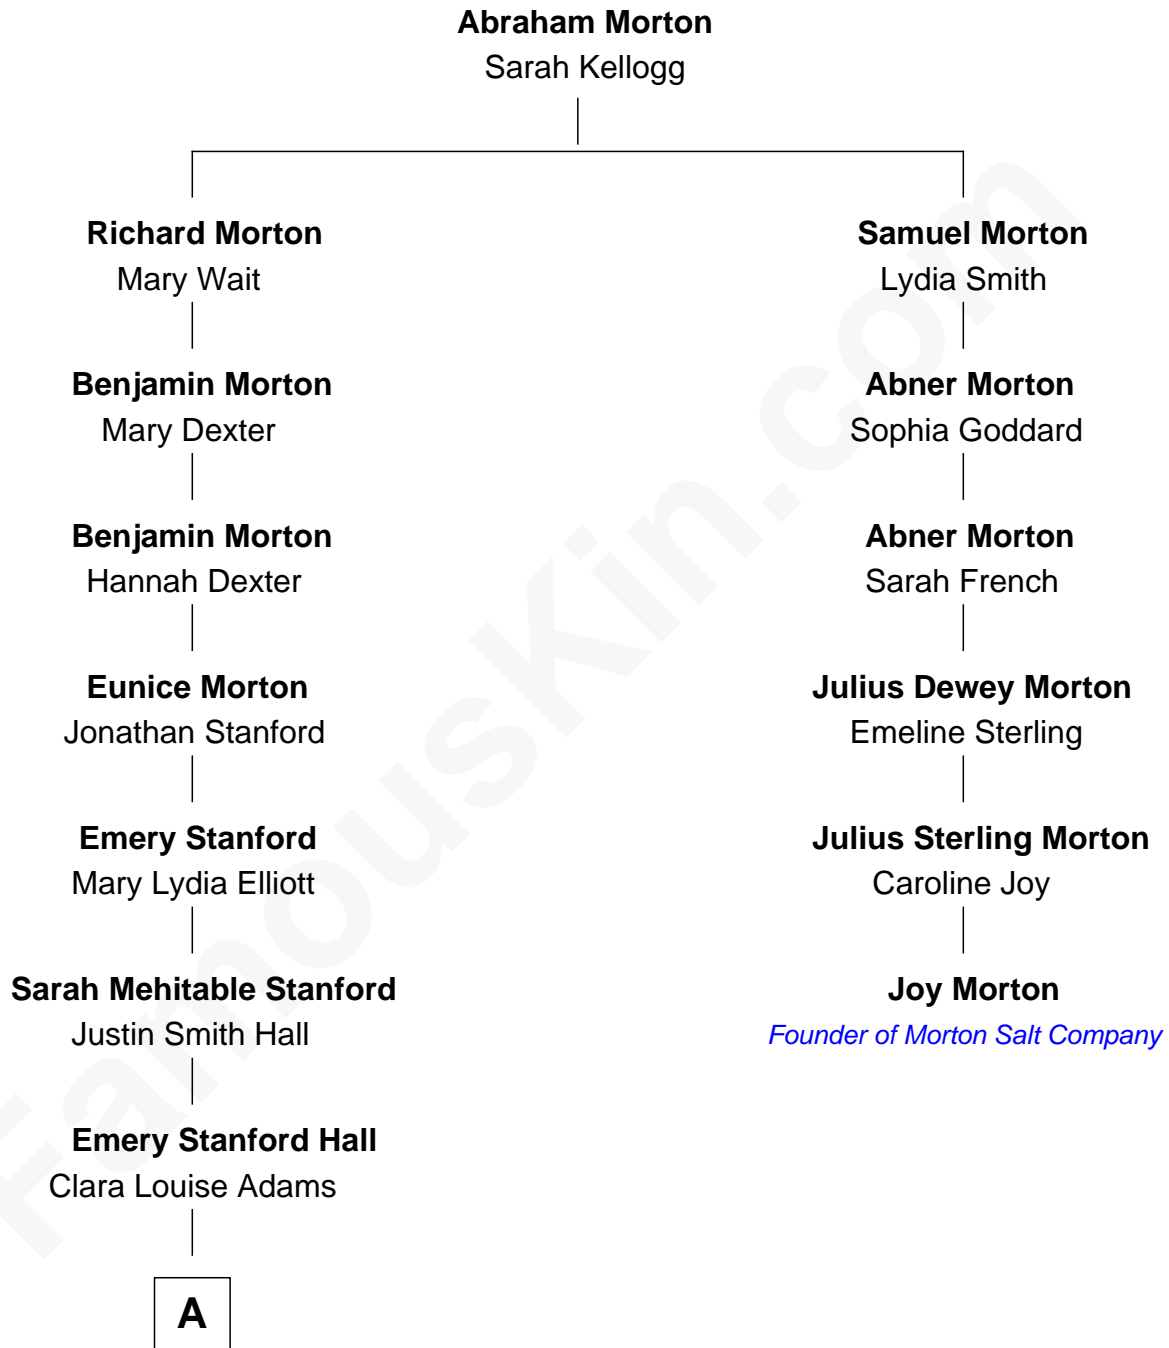 Abraham Morton
Sarah Kellogg
Richard Morton
Mary Wait
Samuel Morton
Lydia Smith
Benjamin Morton
Mary Dexter
Abner Morton
Sophia Goddard
Benjamin Morton
Hannah Dexter
Abner Morton
Sarah French
Eunice Morton
Jonathan Stanford
Julius Dewey Morton
Emeline Sterling
Emery Stanford
Mary Lydia Elliott
Julius Sterling Morton
Caroline Joy
Sarah Mehitable Stanford
Justin Smith Hall
Joy Morton
Founder of Morton Salt Company
Emery Stanford Hall
Clara Louise Adams
A
FamousKin.com